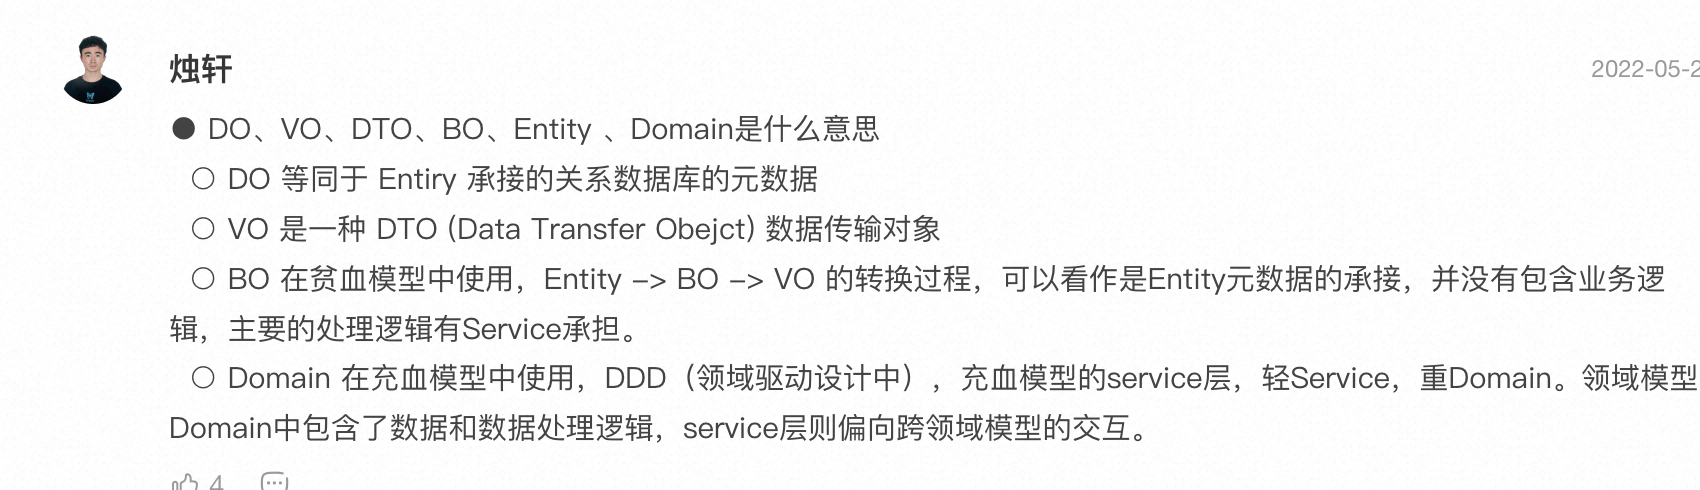 烛轩
2022-05-2
● DO、VO、DTO、BO、Entity 、Domain是什么意思
○ DO 等同于 Entiry 承接的关系数据库的元数据
○ VO 是一种 DTO (Data Transfer Obejct) 数据传输对象
○ BO 在贫血模型中使用，Entity –> BO –> VO 的转换过程，可以看作是Entity元数据的承接，并没有包含业务逻
辑，主要的处理逻辑有Service承担。
○ Domain 在充血模型中使用，DDD（领域驱动设计中），充血模型的service层，轻Service，重Domain。领域模型
Domain中包含了数据和数据处理逻辑，service层则偏向跨领域模型的交互。
4